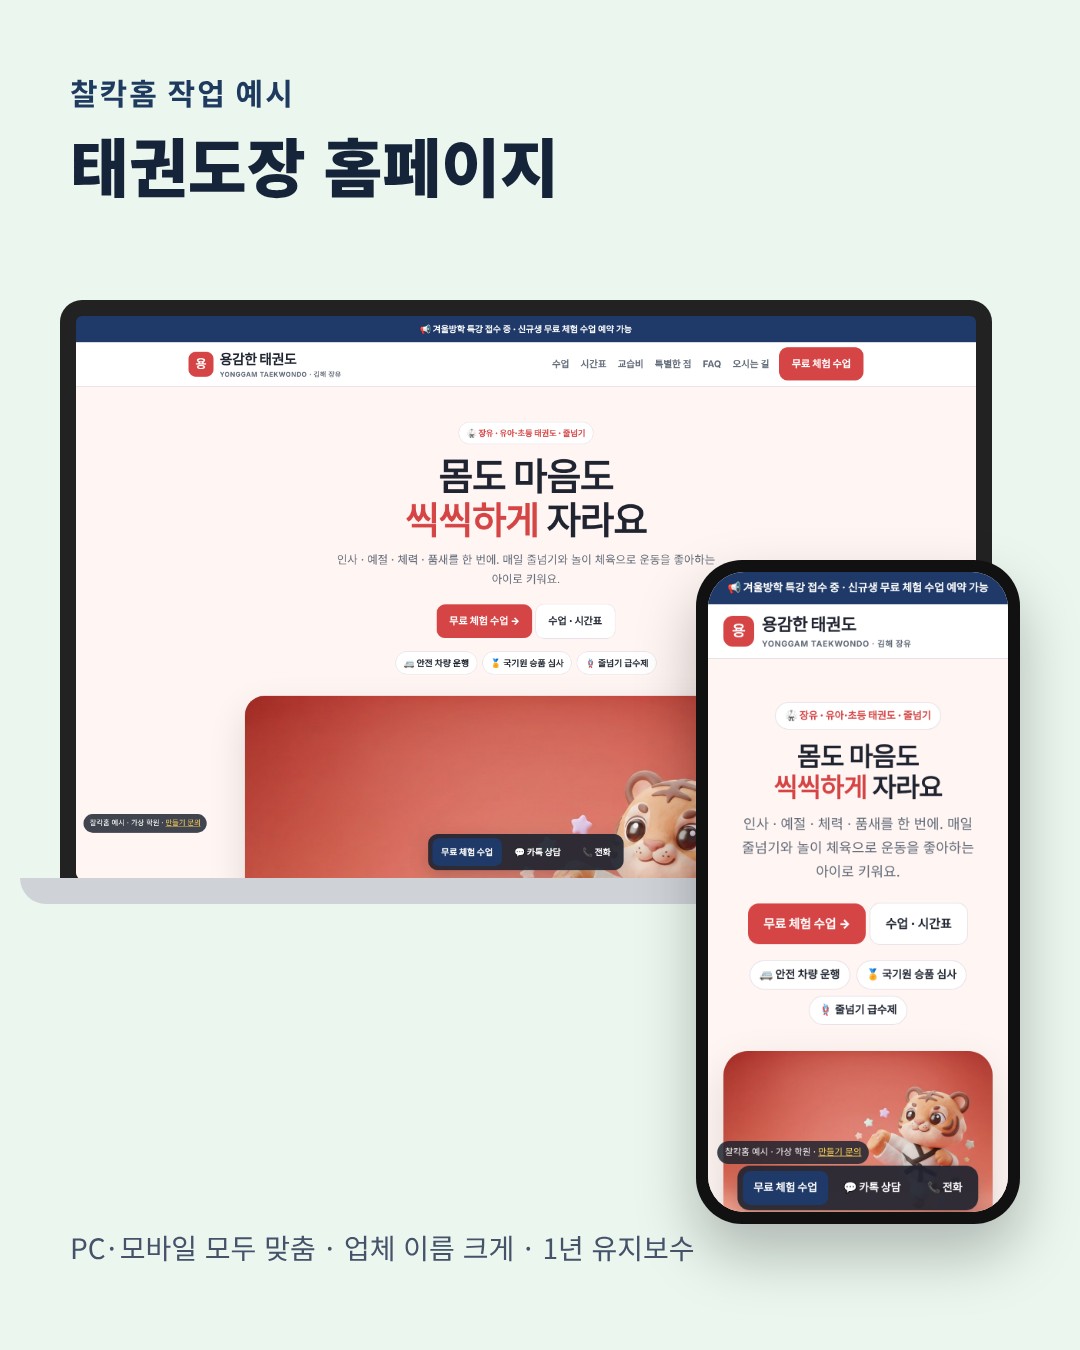 찰칵홈 작업 예시
태권도장 홈페이지
📢 겨울방학 특강 접수 중 · 신규생 무료 체험 수업 예약 가능
용
용감한 태권도
YONGGAM TAEKWONDO · 김해 장유
수업 시간표 교습비 특별한 점 FAQ 오시는 길 무료 체험 수업
🥋 장유 · 유아·초등 태권도 · 줄넘기
몸도 마음도
씩씩하게 자라요
인사 · 예절 · 체력 · 품새를 한 번에. 매일 줄넘기와 놀이 체육으로 운동을 좋아하는
아이로 키워요.
무료 체험 수업 → 수업 · 시간표
🚐 안전 차량 운행 🏅 국기원 승품 심사 🪢 줄넘기 급수제
찰칵홈 예시 · 가상 학원 · 만들기 문의
무료 체험 수업 💬 카톡 상담 📞 전화
📢 겨울방학 특강 접수 중 · 신규생 무료 체험 수업 예약 가능
용
용감한 태권도
YONGGAM TAEKWONDO · 김해 장유
🥋 장유 · 유아·초등 태권도 · 줄넘기
몸도 마음도
씩씩하게 자라요
인사 · 예절 · 체력 · 품새를 한 번에. 매일
줄넘기와 놀이 체육으로 운동을 좋아하는
아이로 키워요.
무료 체험 수업 → 수업 · 시간표
🚐 안전 차량 운행 🏅 국기원 승품 심사
🪢 줄넘기 급수제
찰칵홈 예시 · 가상 학원 · 만들기 문의
무료 체험 수업 💬 카톡 상담 📞 전화
PC·모바일 모두 맞춤 · 업체 이름 크게 · 1년 유지보수